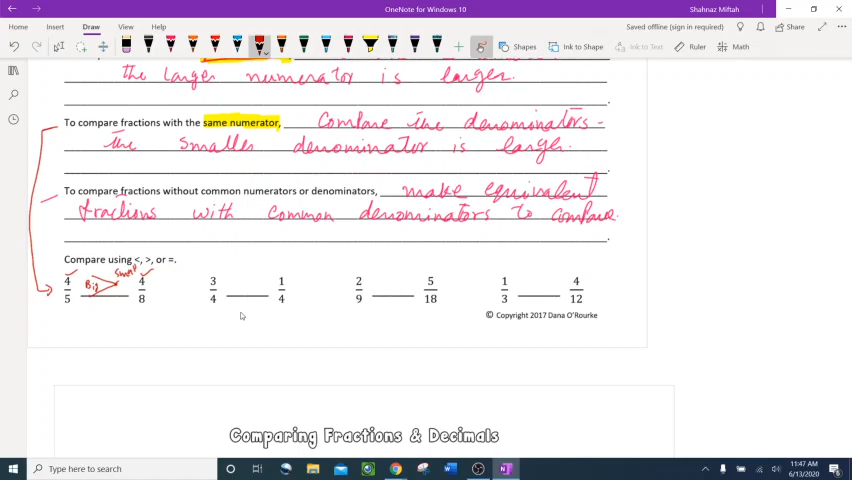 OneNote for Windows 10
Shahnaz Miftah
Home Insert Draw View Help
Saved offline (sign in required)
Share
Shapes Ink to Shape Ink to Text Ruler Math
the larger numerator is larger.
To compare fractions with the same numerator, Compare the denominators -
the smaller denominator is larger.
To compare fractions without common numerators or denominators, make equivalent
fractions with common denominators to compare.
Compare using <, >, or =.
4/5 Big > small 4/8 3/4 ____ 1/4 2/9 ____ 5/18 1/3 ____ 4/12
© Copyright 2017 Dana O'Rourke
Comparing Fractions & Decimals
Type here to search
11:47 AM
6/13/2020